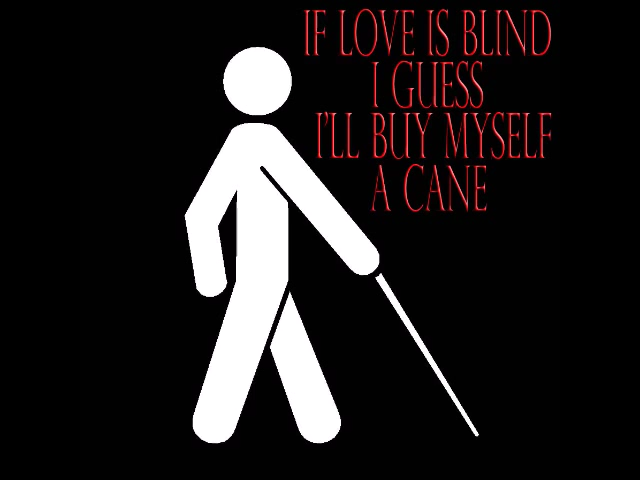 IF LOVE IS BLIND
I GUESS
I'LL BUY MYSELF
A CANE